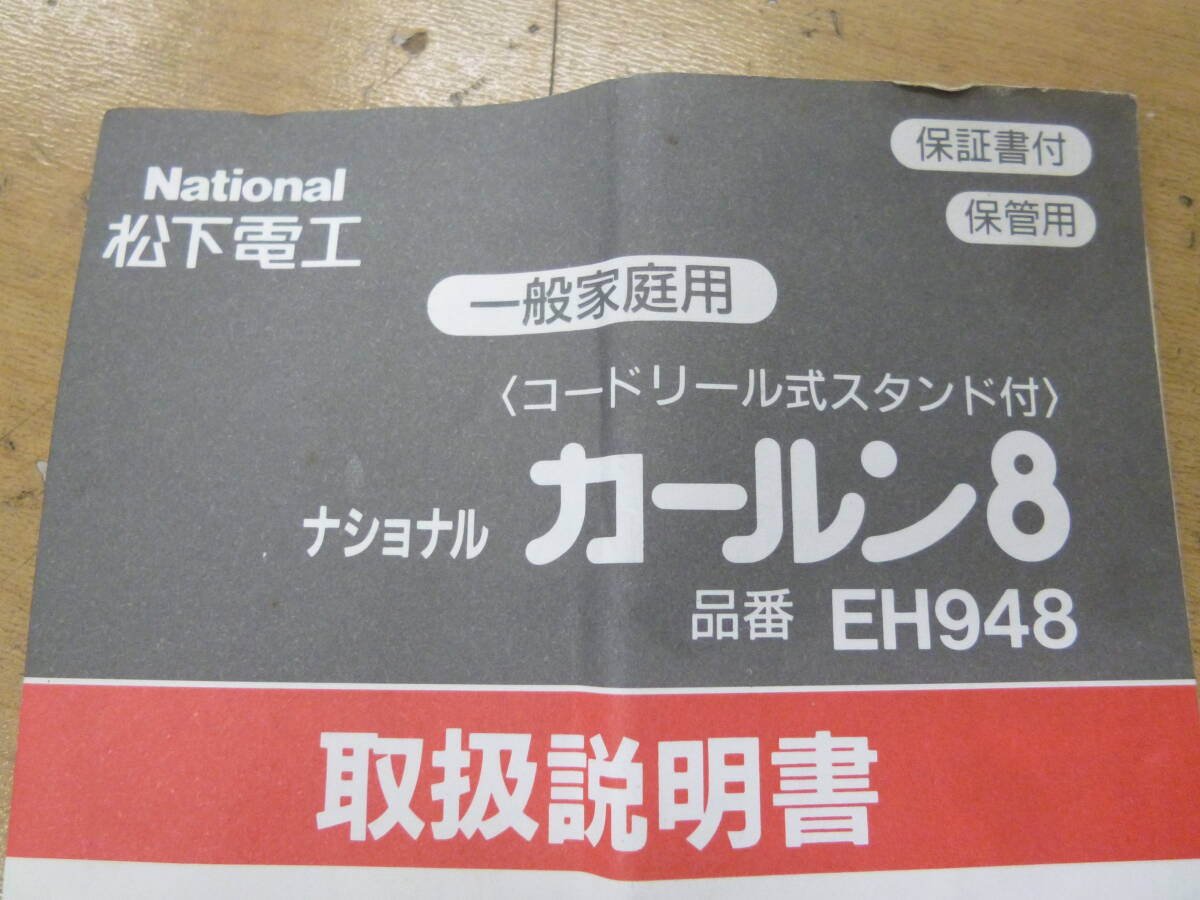 National
松下電工
保証書付
保管用
一般家庭用
〈コードリール式スタンド付〉
ナショナル カールン8
品番 EH948
取扱説明書